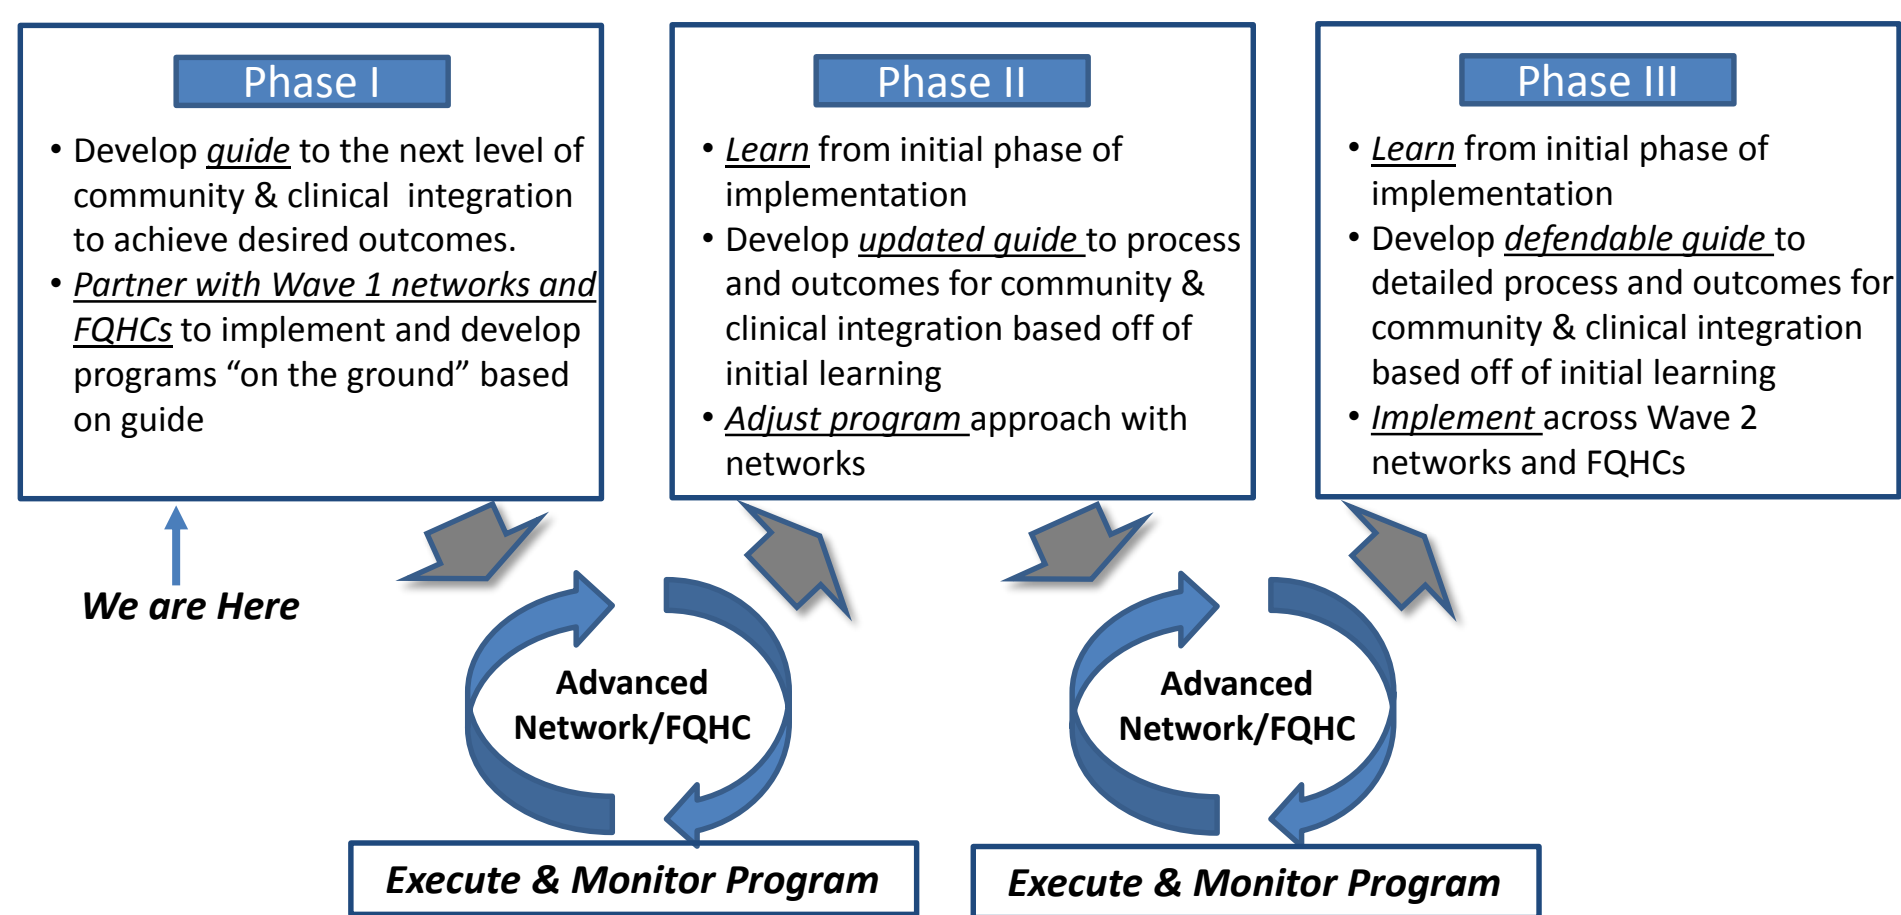 Phase I
• Develop guide to the next level of
community & clinical integration
to achieve desired outcomes.
• Partner with Wave 1 networks and
FQHCs to implement and develop
programs “on the ground” based
on guide
Phase II
• Learn from initial phase of
implementation
• Develop updated guide to process
and outcomes for community &
clinical integration based off of
initial learning
• Adjust program approach with
networks
Phase III
• Learn from initial phase of
implementation
• Develop defendable guide to
detailed process and outcomes for
community & clinical integration
based off of initial learning
• Implement across Wave 2
networks and FQHCs
We are Here
Advanced
Network/FQHC
Execute & Monitor Program
Advanced
Network/FQHC
Execute & Monitor Program